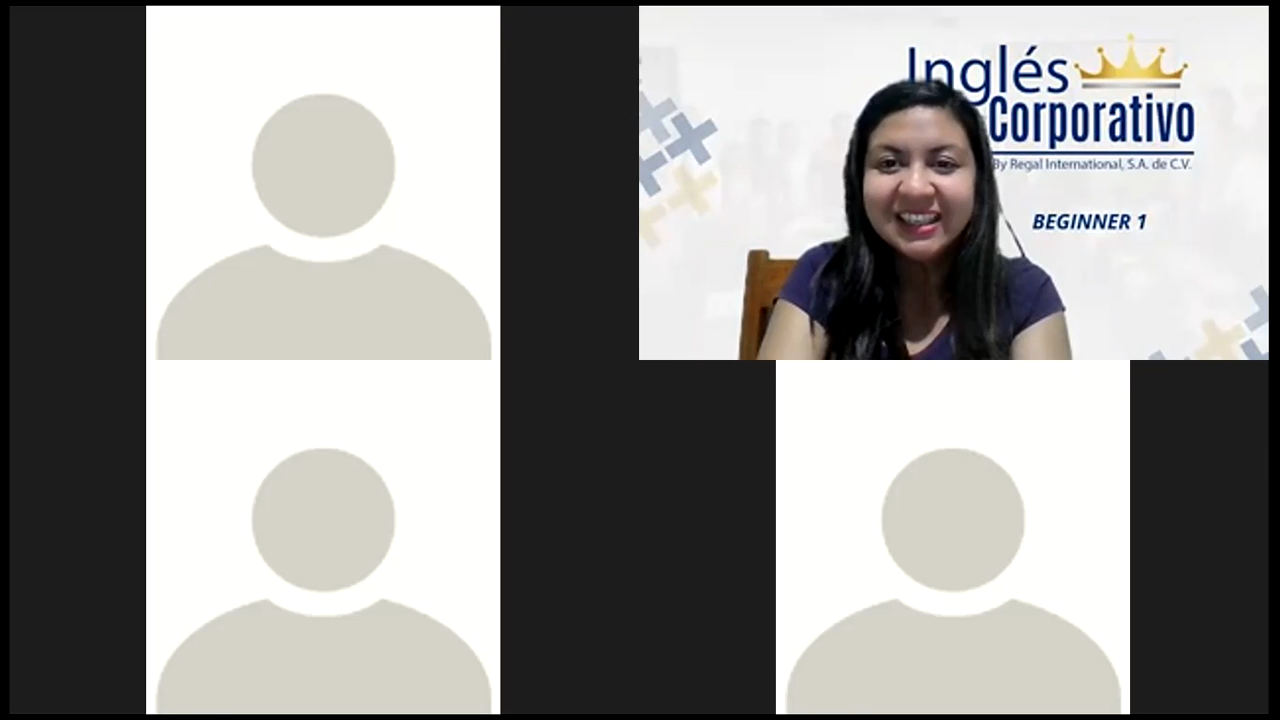 Inglés
Corporativo
By Regal International, S.A. de C.V.
BEGINNER 1